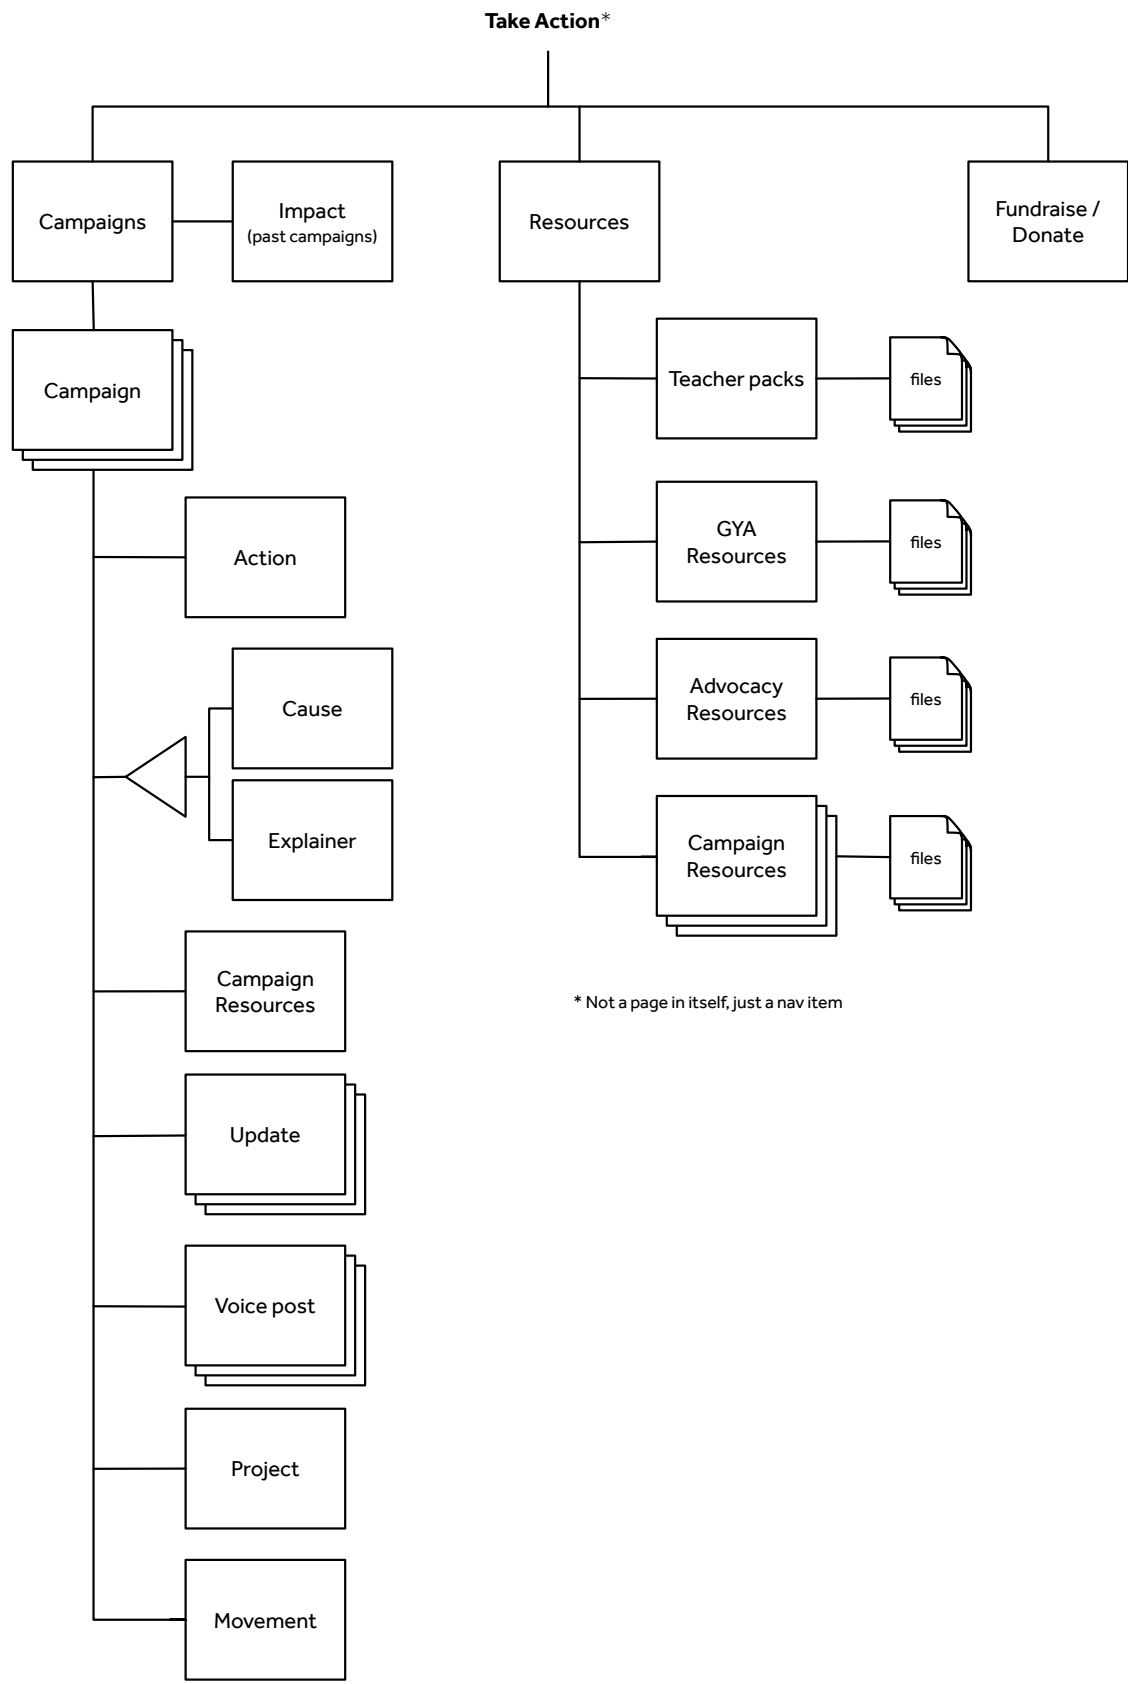 Take Action*
Campaigns
Impact
(past campaigns)
Resources
Fundraise /
Donate
Campaign
Teacher packs
files
Action
GYA
Resources
files
Cause
Explainer
Advocacy
Resources
files
Campaign
Resources
files
Campaign
Resources
* Not a page in itself, just a nav item
Update
Voice post
Project
Movement